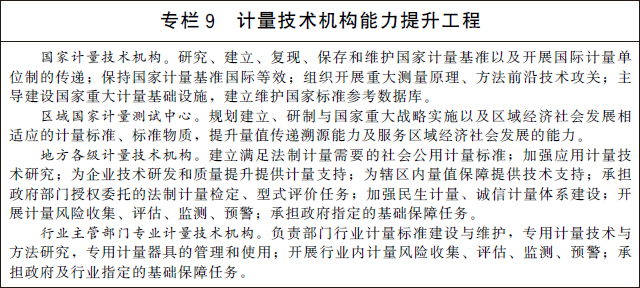 专栏9 计量技术机构能力提升工程
国家计量技术机构。研究、建立、复现、保存和维护国家计量基准以及开展国际计量单
位制的传递；保持国家计量基准国际等效；组织开展重大测量原理、方法前沿技术攻关；主
导建设国家重大计量基础设施，建立维护国家标准参考数据库。
区域国家计量测试中心。规划建立、研制与国家重大战略实施以及区域经济社会发展相
适应的计量标准、标准物质，提升量值传递溯源能力及服务区域经济社会发展的能力。
地方各级计量技术机构。建立满足法制计量需要的社会公用计量标准；加强应用计量技
术研究；为企业技术研发和质量提升提供计量支持；为辖区内量值保障提供技术支持；承担
政府部门授权委托的法制计量检定、型式评价任务；加强民生计量、诚信计量体系建设；开
展计量风险收集、评估、监测、预警；承担政府指定的基础保障任务。
行业主管部门专业计量技术机构。负责部门行业计量标准建设与维护，专用计量技术与
方法研究，专用计量器具的管理和使用；开展行业内计量风险收集、评估、监测、预警；承
担政府及行业指定的基础保障任务。